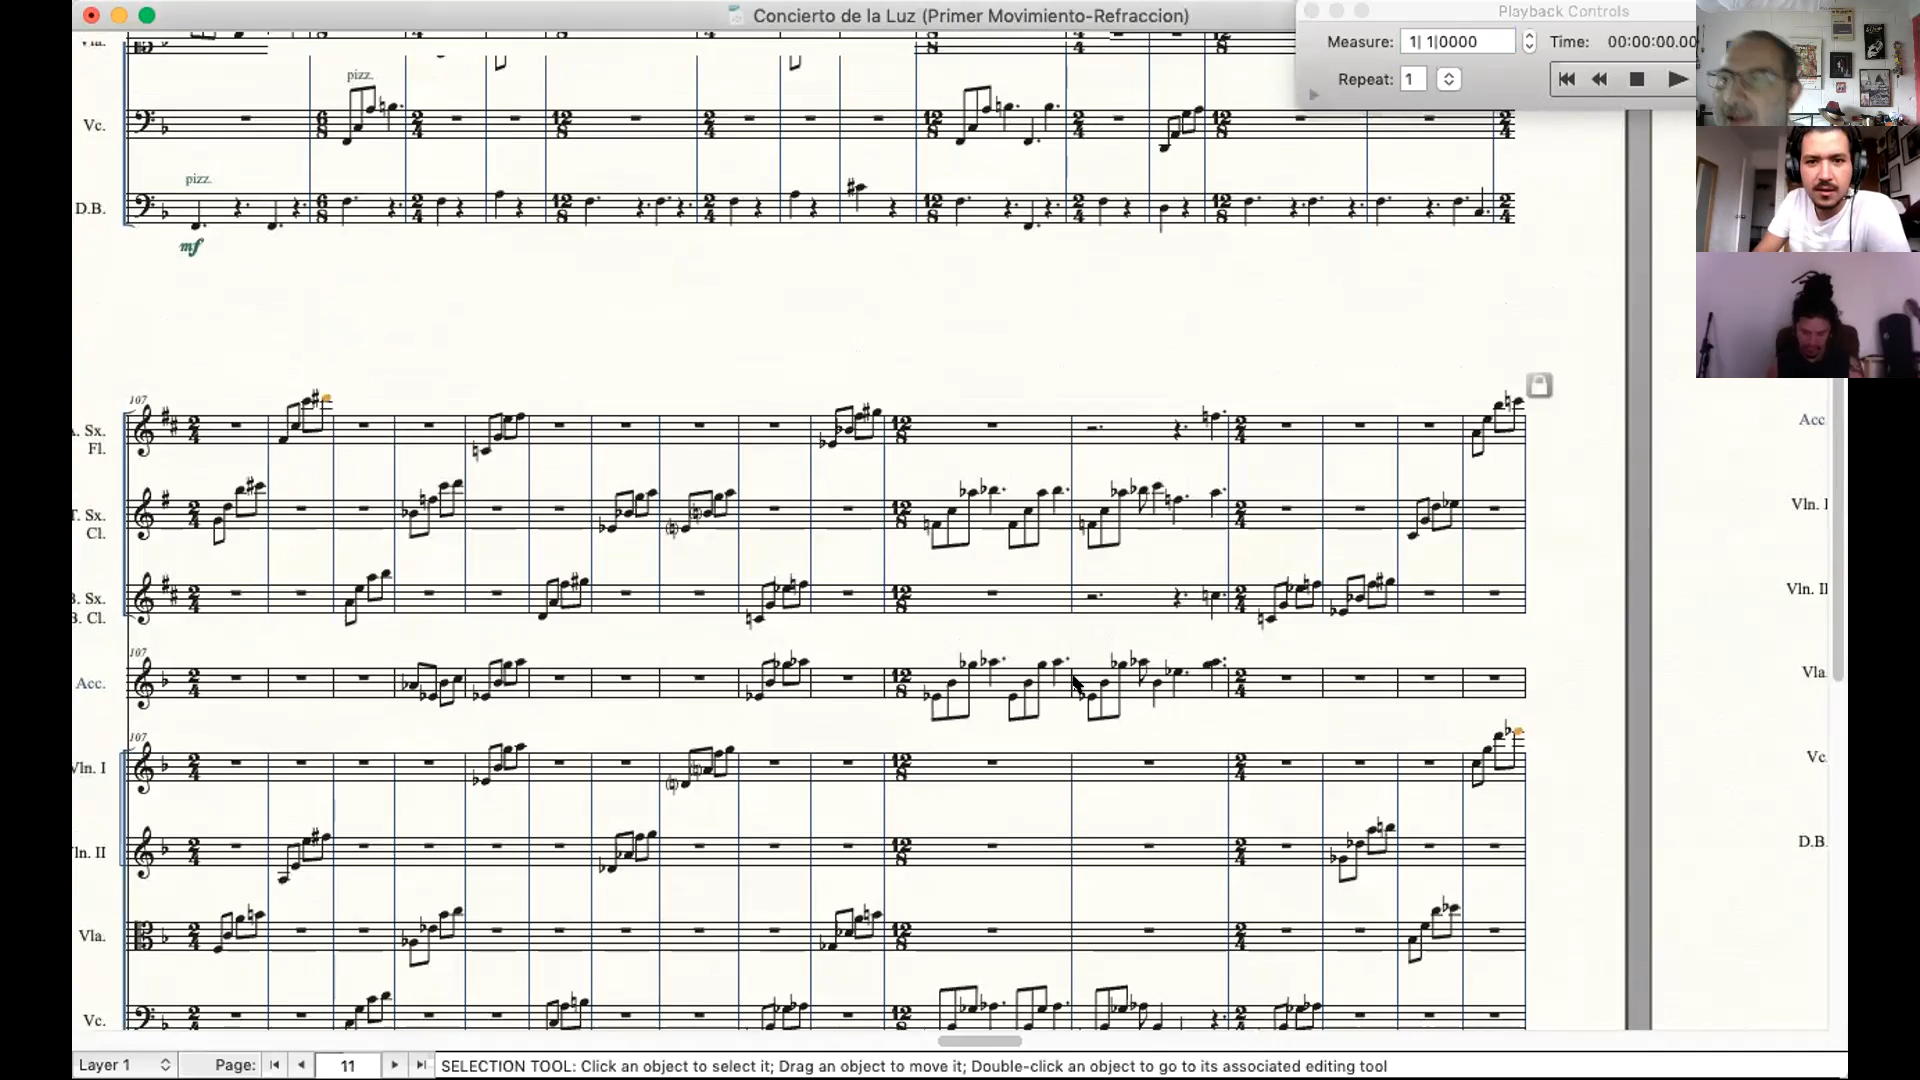 Concierto de la Luz (Primer Movimiento-Refraccion)
Playback Controls
Measure: 1| 1|0000
Time: 00:00:00.00
Repeat: 1
Vla.
pizz.
Vc.
pizz.
D.B.
mf
107
A. Sx.
Fl.
T. Sx.
Cl.
B. Sx.
B. Cl.
107
Acc.
107
Vln. I
Vln. II
Vla.
Vc.
Acc
Vln. I
Vln. II
Vla
Vc.
D.B.
Layer 1
Page: 11
SELECTION TOOL: Click an object to select it; Drag an object to move it; Double-click an object to go to its associated editing tool